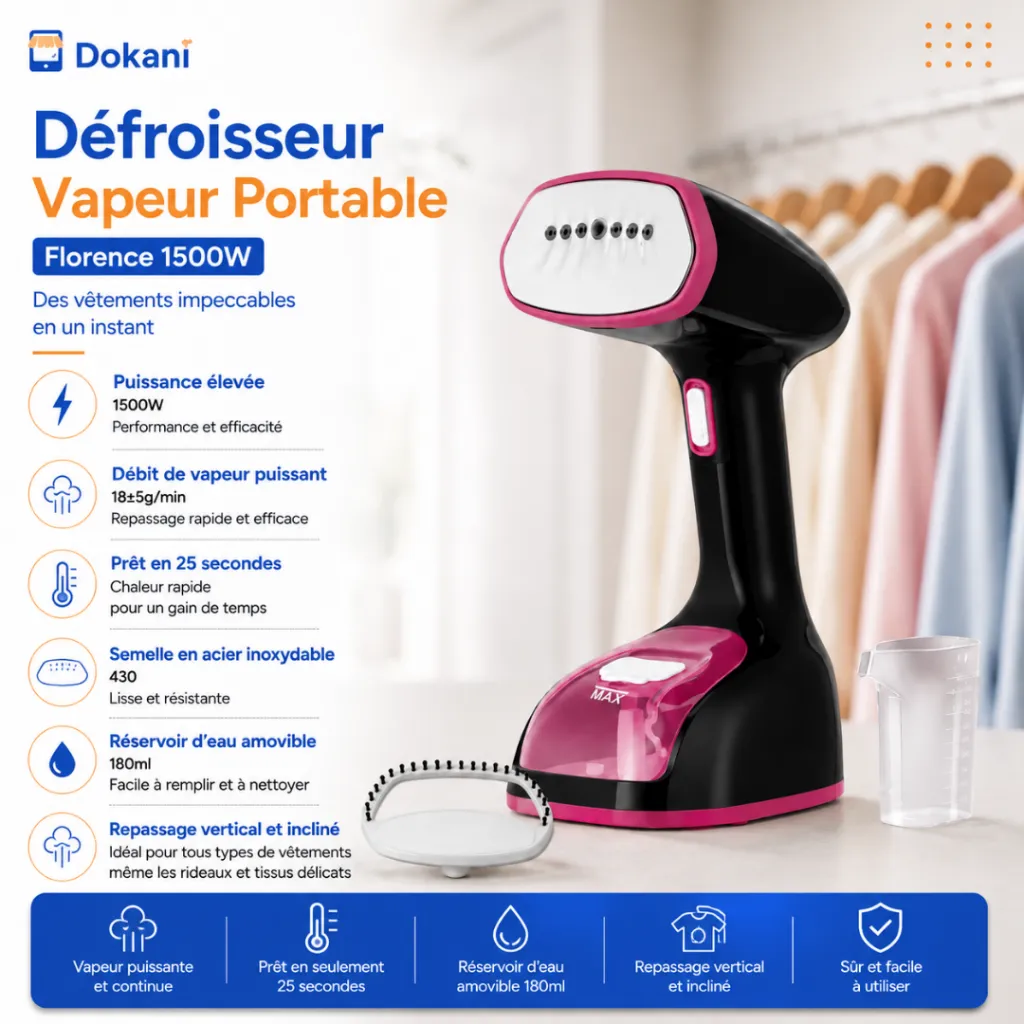 Dokani
Défroisseur
Vapeur Portable
Florence 1500W
Des vêtements impeccables
en un instant
Puissance élevée
1500W
Performance et efficacité
Débit de vapeur puissant
18±5g/min
Repassage rapide et efficace
Prêt en 25 secondes
Chaleur rapide
pour un gain de temps
Semelle en acier inoxydable
430
Lisse et résistante
Réservoir d'eau amovible
180ml
Facile à remplir et à nettoyer
Repassage vertical et incliné
Idéal pour tous types de vêtements
même les rideaux et tissus délicats
MAX
Vapeur puissante
et continue
Prêt en seulement
25 secondes
Réservoir d'eau
amovible 180ml
Repassage vertical
et incliné
Sûr et facile
à utiliser